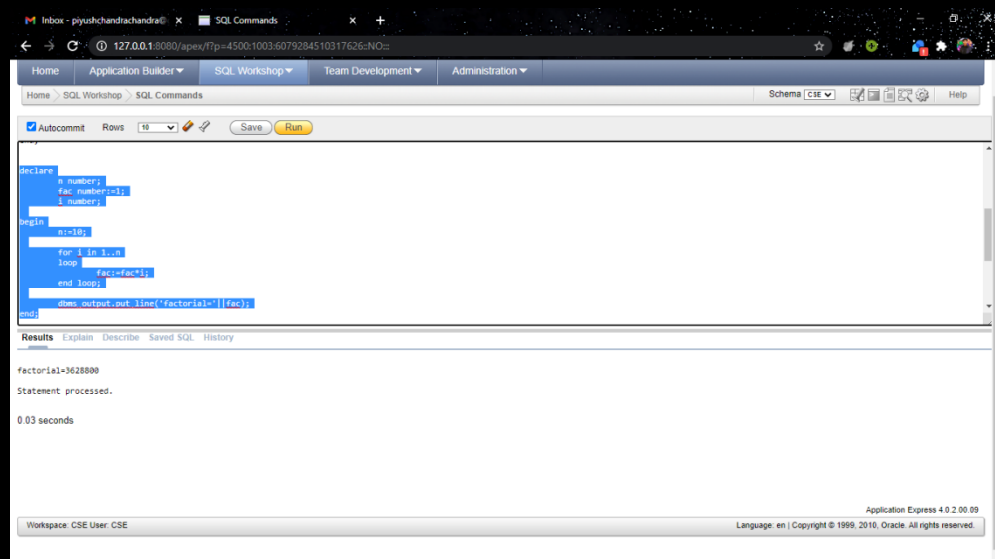 Inbox - piyushchandrachandra@ SQL Commands
127.0.0.1:8080/apex/f?p=4500:1003:6079284510317626::NO:::
Home Application Builder SQL Workshop Team Development Administration
Home SQL Workshop SQL Commands Schema CSE Help
Autocommit Rows 10 Save Run
declare
n number;
fac number:=1;
i number;
begin
n:=10;
for i in 1..n
loop
fac:=fac*i;
end loop;
dbms_output.put_line('factorial='||fac);
end;
Results Explain Describe Saved SQL History
factorial=3628800
Statement processed.
0.03 seconds
Application Express 4.0.2.00.09
Workspace: CSE User: CSE Language: en | Copyright © 1999, 2010, Oracle. All rights reserved.